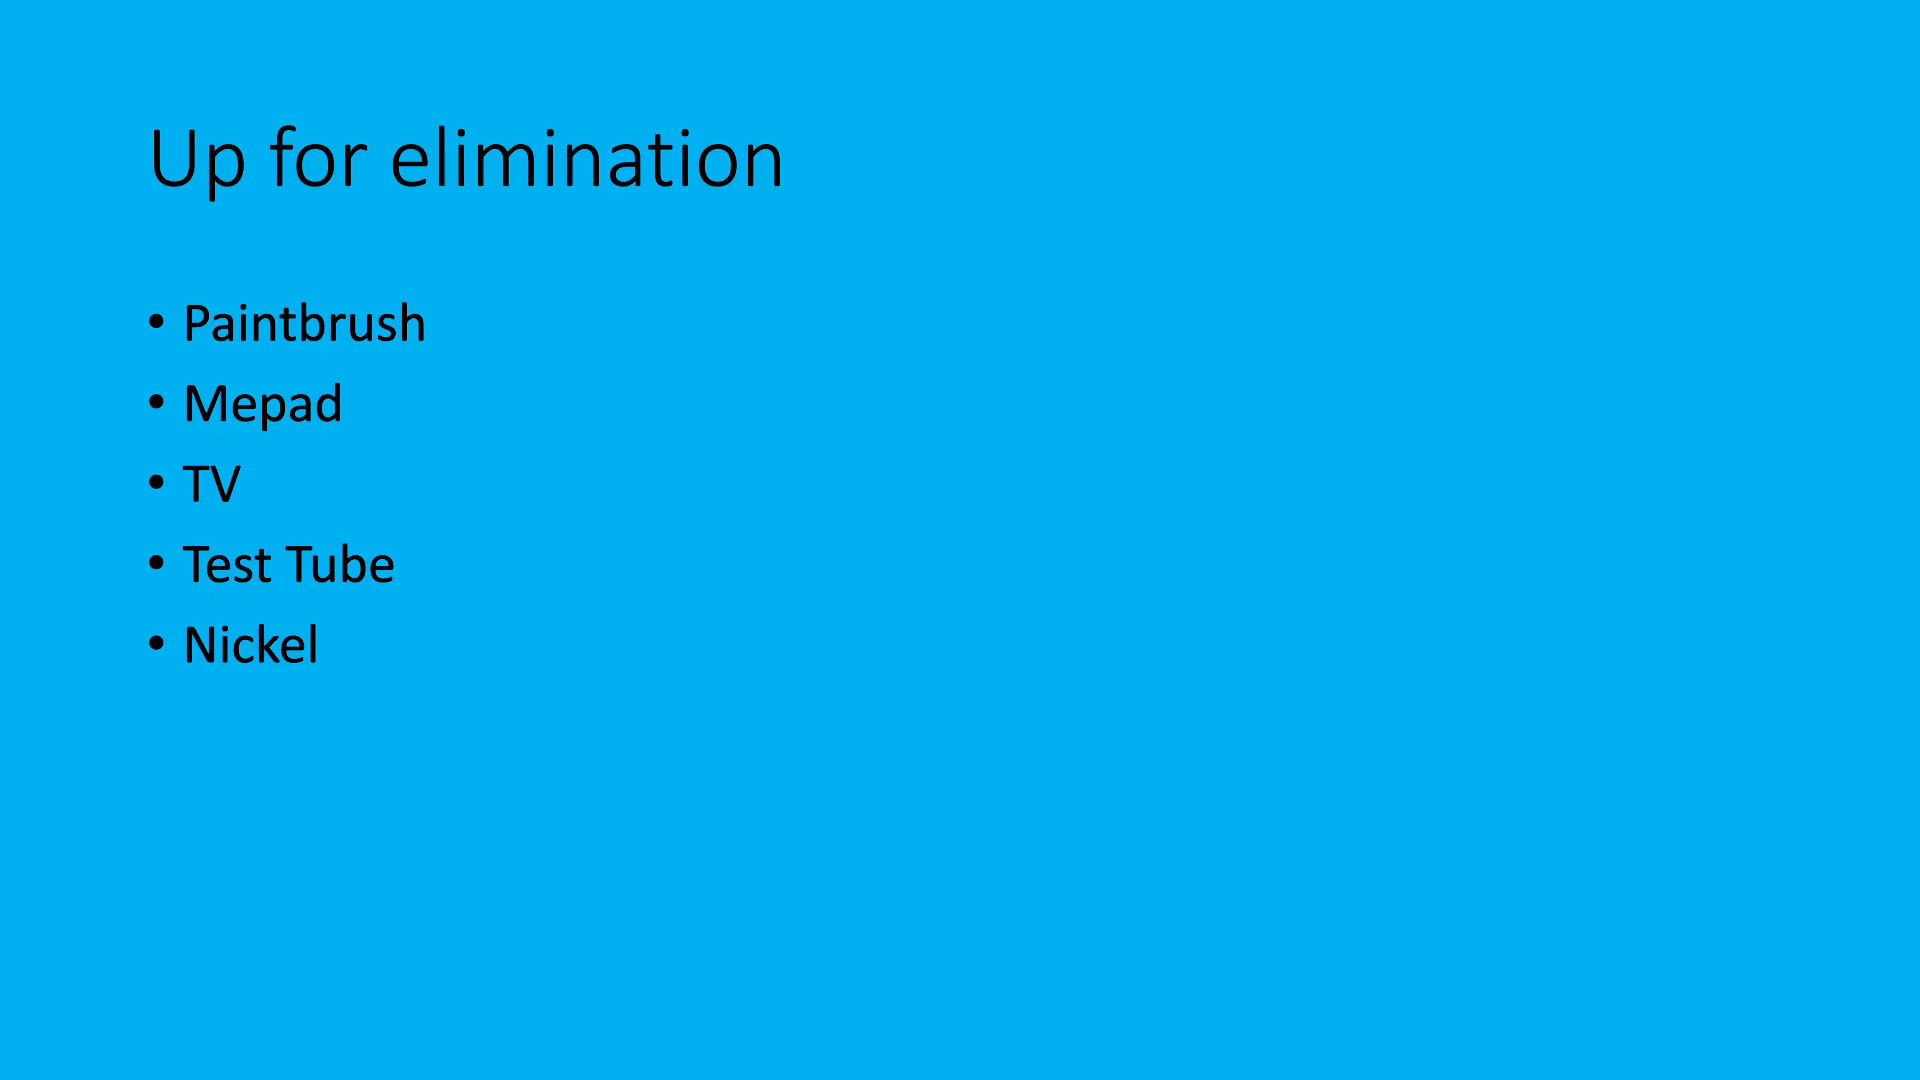 Up for elimination
• Paintbrush
• Mepad
• TV
• Test Tube
• Nickel